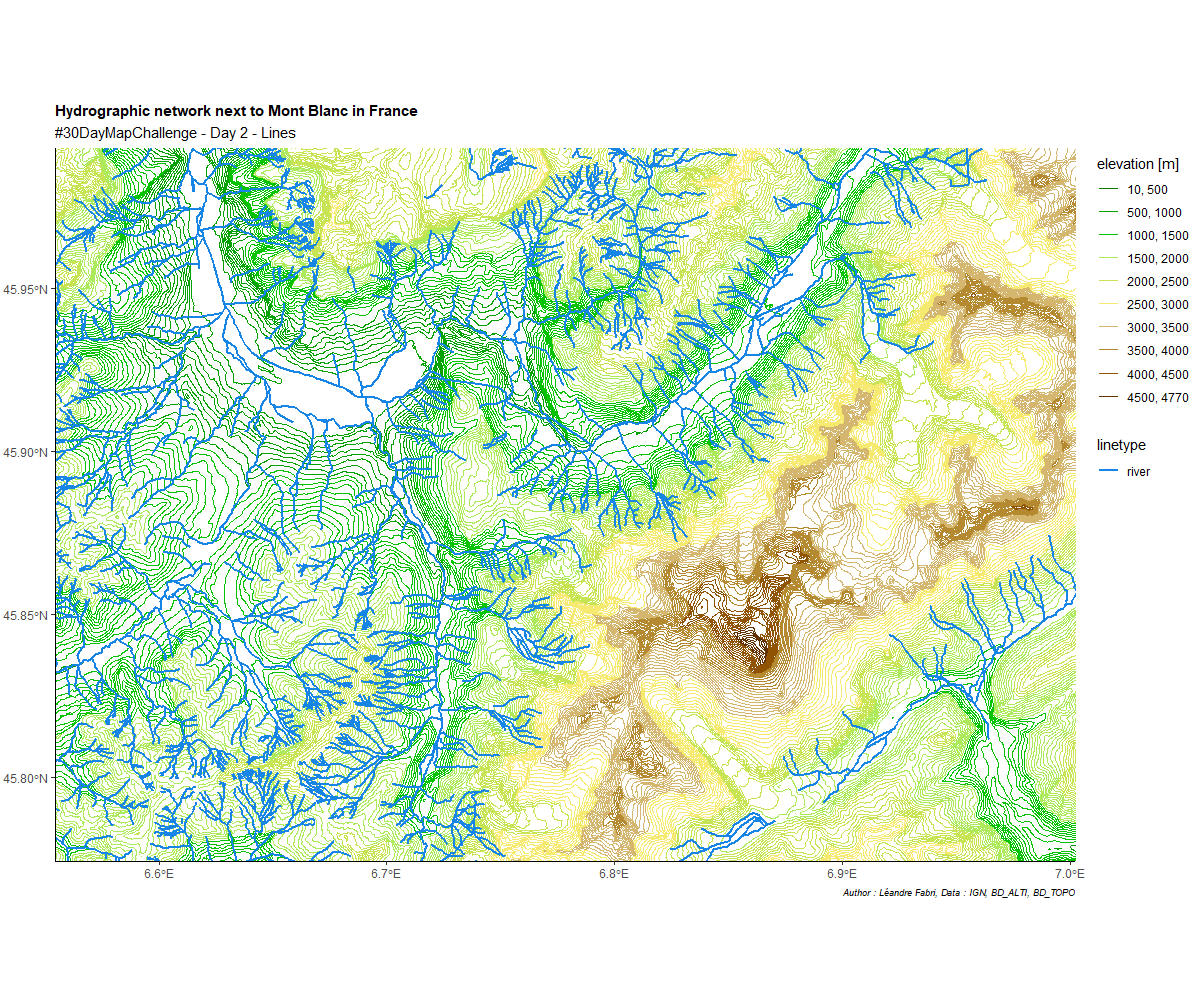 Hydrographic network next to Mont Blanc in France
#30DayMapChallenge - Day 2 - Lines
elevation [m]
10, 500
500, 1000
1000, 1500
1500, 2000
2000, 2500
2500, 3000
3000, 3500
3500, 4000
4000, 4500
4500, 4770
linetype
river
45.95°N
45.90°N
45.85°N
45.80°N
6.6°E
6.7°E
6.8°E
6.9°E
7.0°E
Author : Léandre Fabri, Data : IGN, BD_ALTI, BD_TOPO